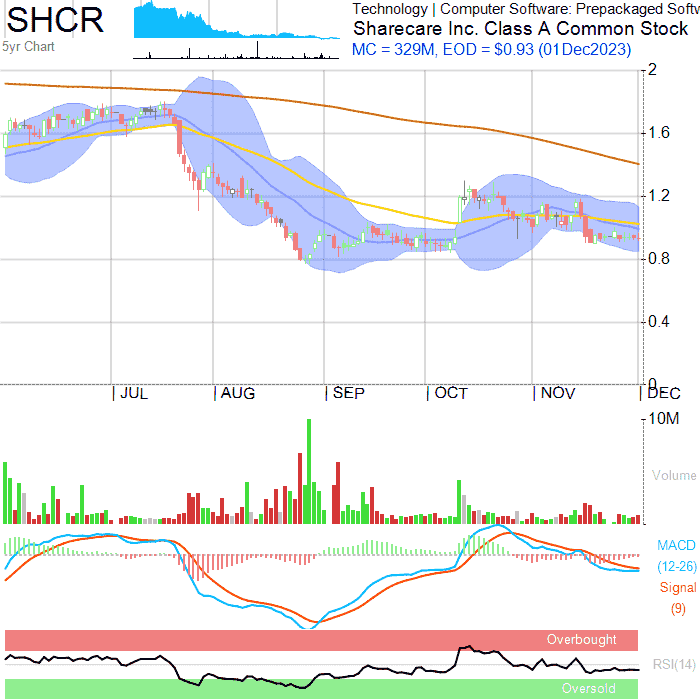 SHCR
5yr Chart
Technology | Computer Software: Prepackaged Softw
Sharecare Inc. Class A Common Stock
MC = 329M, EOD = $0.93 (01Dec2023)
2
1.6
1.2
0.8
0.4
0
JUL
AUG
SEP
OCT
NOV
DEC
10M
Volume
MACD
(12-26)
Signal
(9)
Overbought
RSI(14)
Oversold